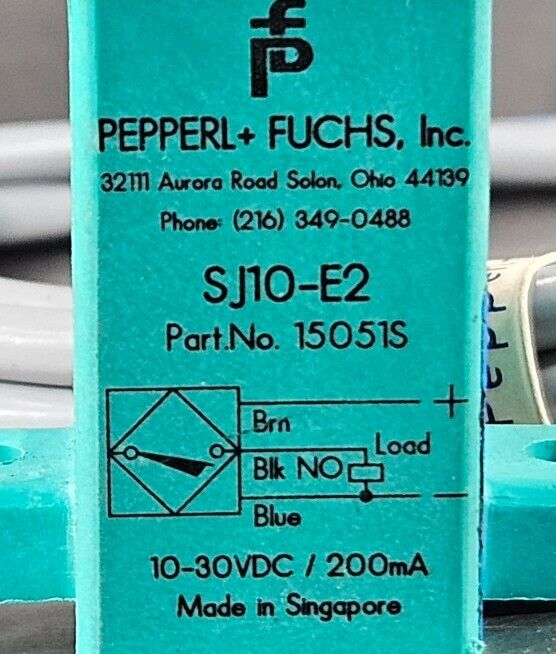 PEPPERL+ FUCHS, Inc.
32111 Aurora Road Solon, Ohio 44139
Phone: (216) 349-0488
SJ10-E2
Part.No. 15051S
+
Brn
Load
Blk NO
−
Blue
10-30VDC / 200mA
Made in Singapore